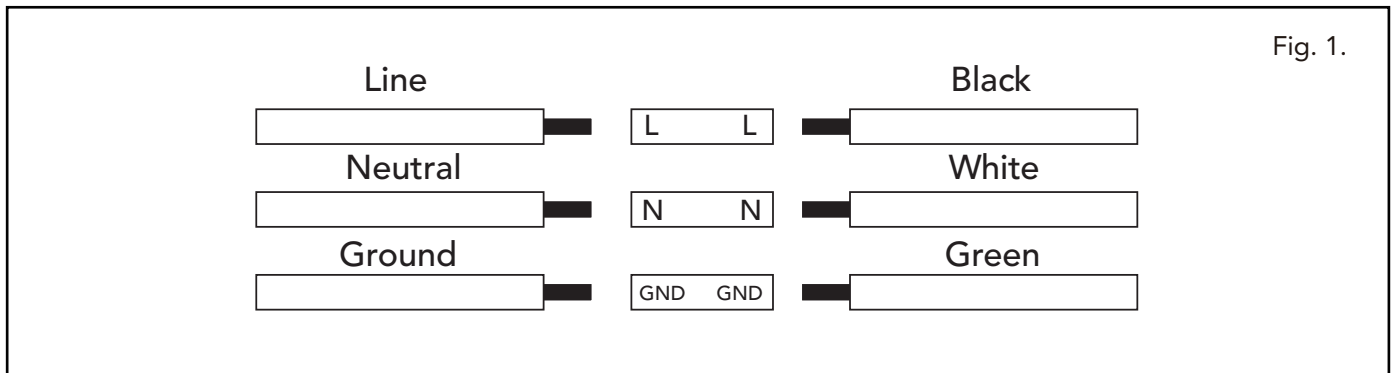 Fig. 1.
Line Black
L L
Neutral White
N N
Ground Green
GND GND